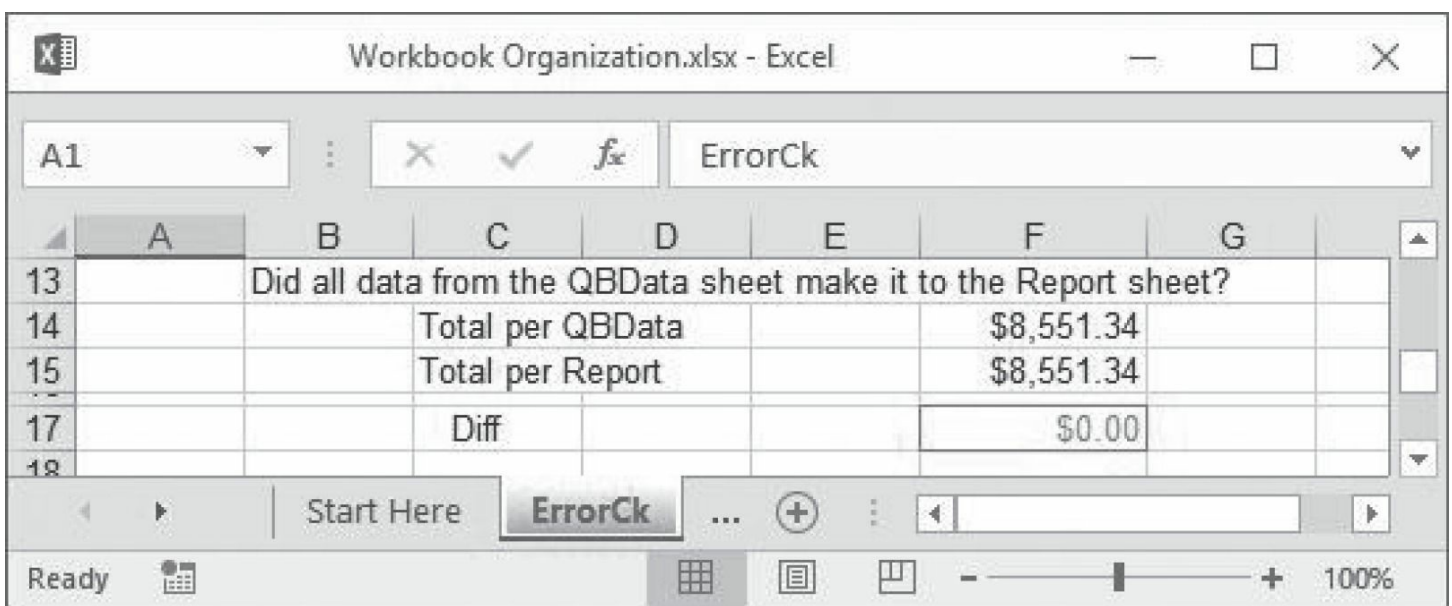 Workbook Organization.xlsx - Excel
A1 fx ErrorCk
A B C D E F G
13 Did all data from the QBData sheet make it to the Report sheet?
14 Total per QBData $8,551.34
15 Total per Report $8,551.34
17 Diff $0.00
18
Start Here ErrorCk ...
Ready 100%